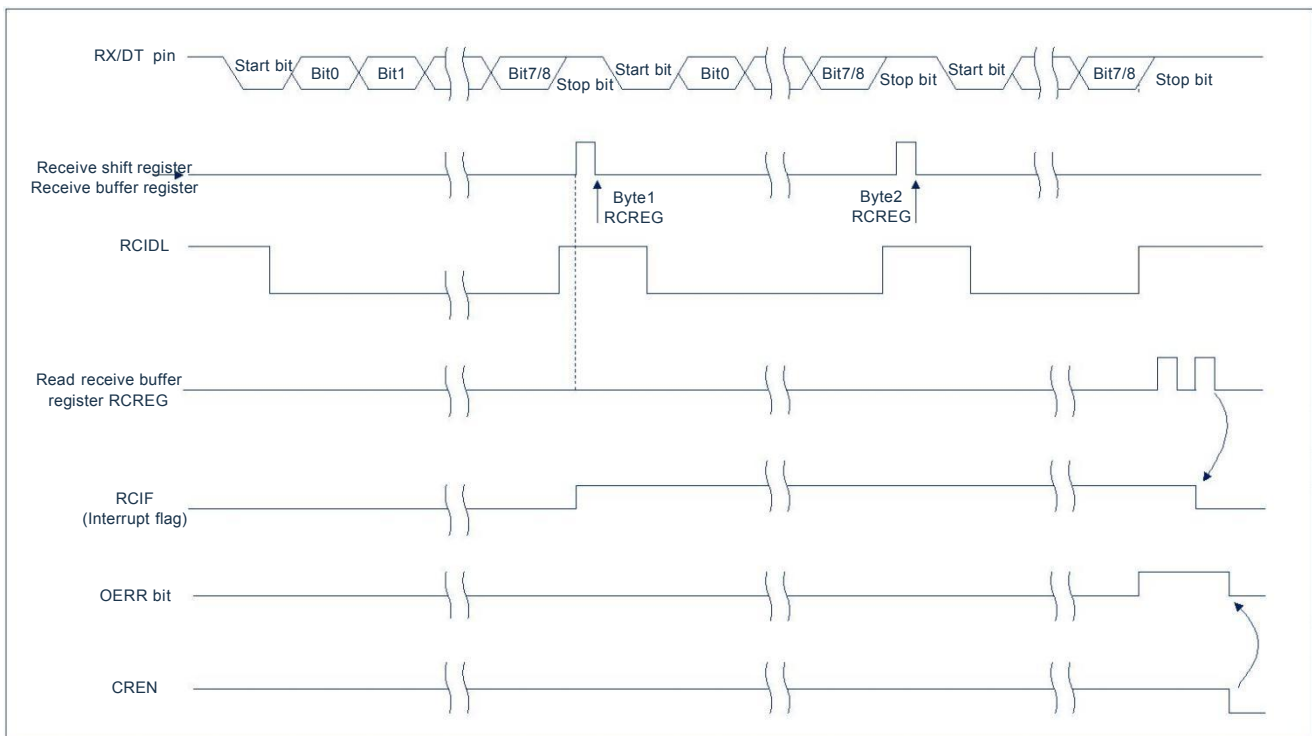 RX/DT pin
Start bit
Bit0
Bit1
Bit7/8
Stop bit
Start bit
Bit0
Bit7/8
Stop bit
Start bit
Bit7/8
Stop bit
Receive shift register
Receive buffer register
Byte1
RCREG
Byte2
RCREG
RCIDL
Read receive buffer
register RCREG
RCIF
(Interrupt flag)
OERR bit
CREN